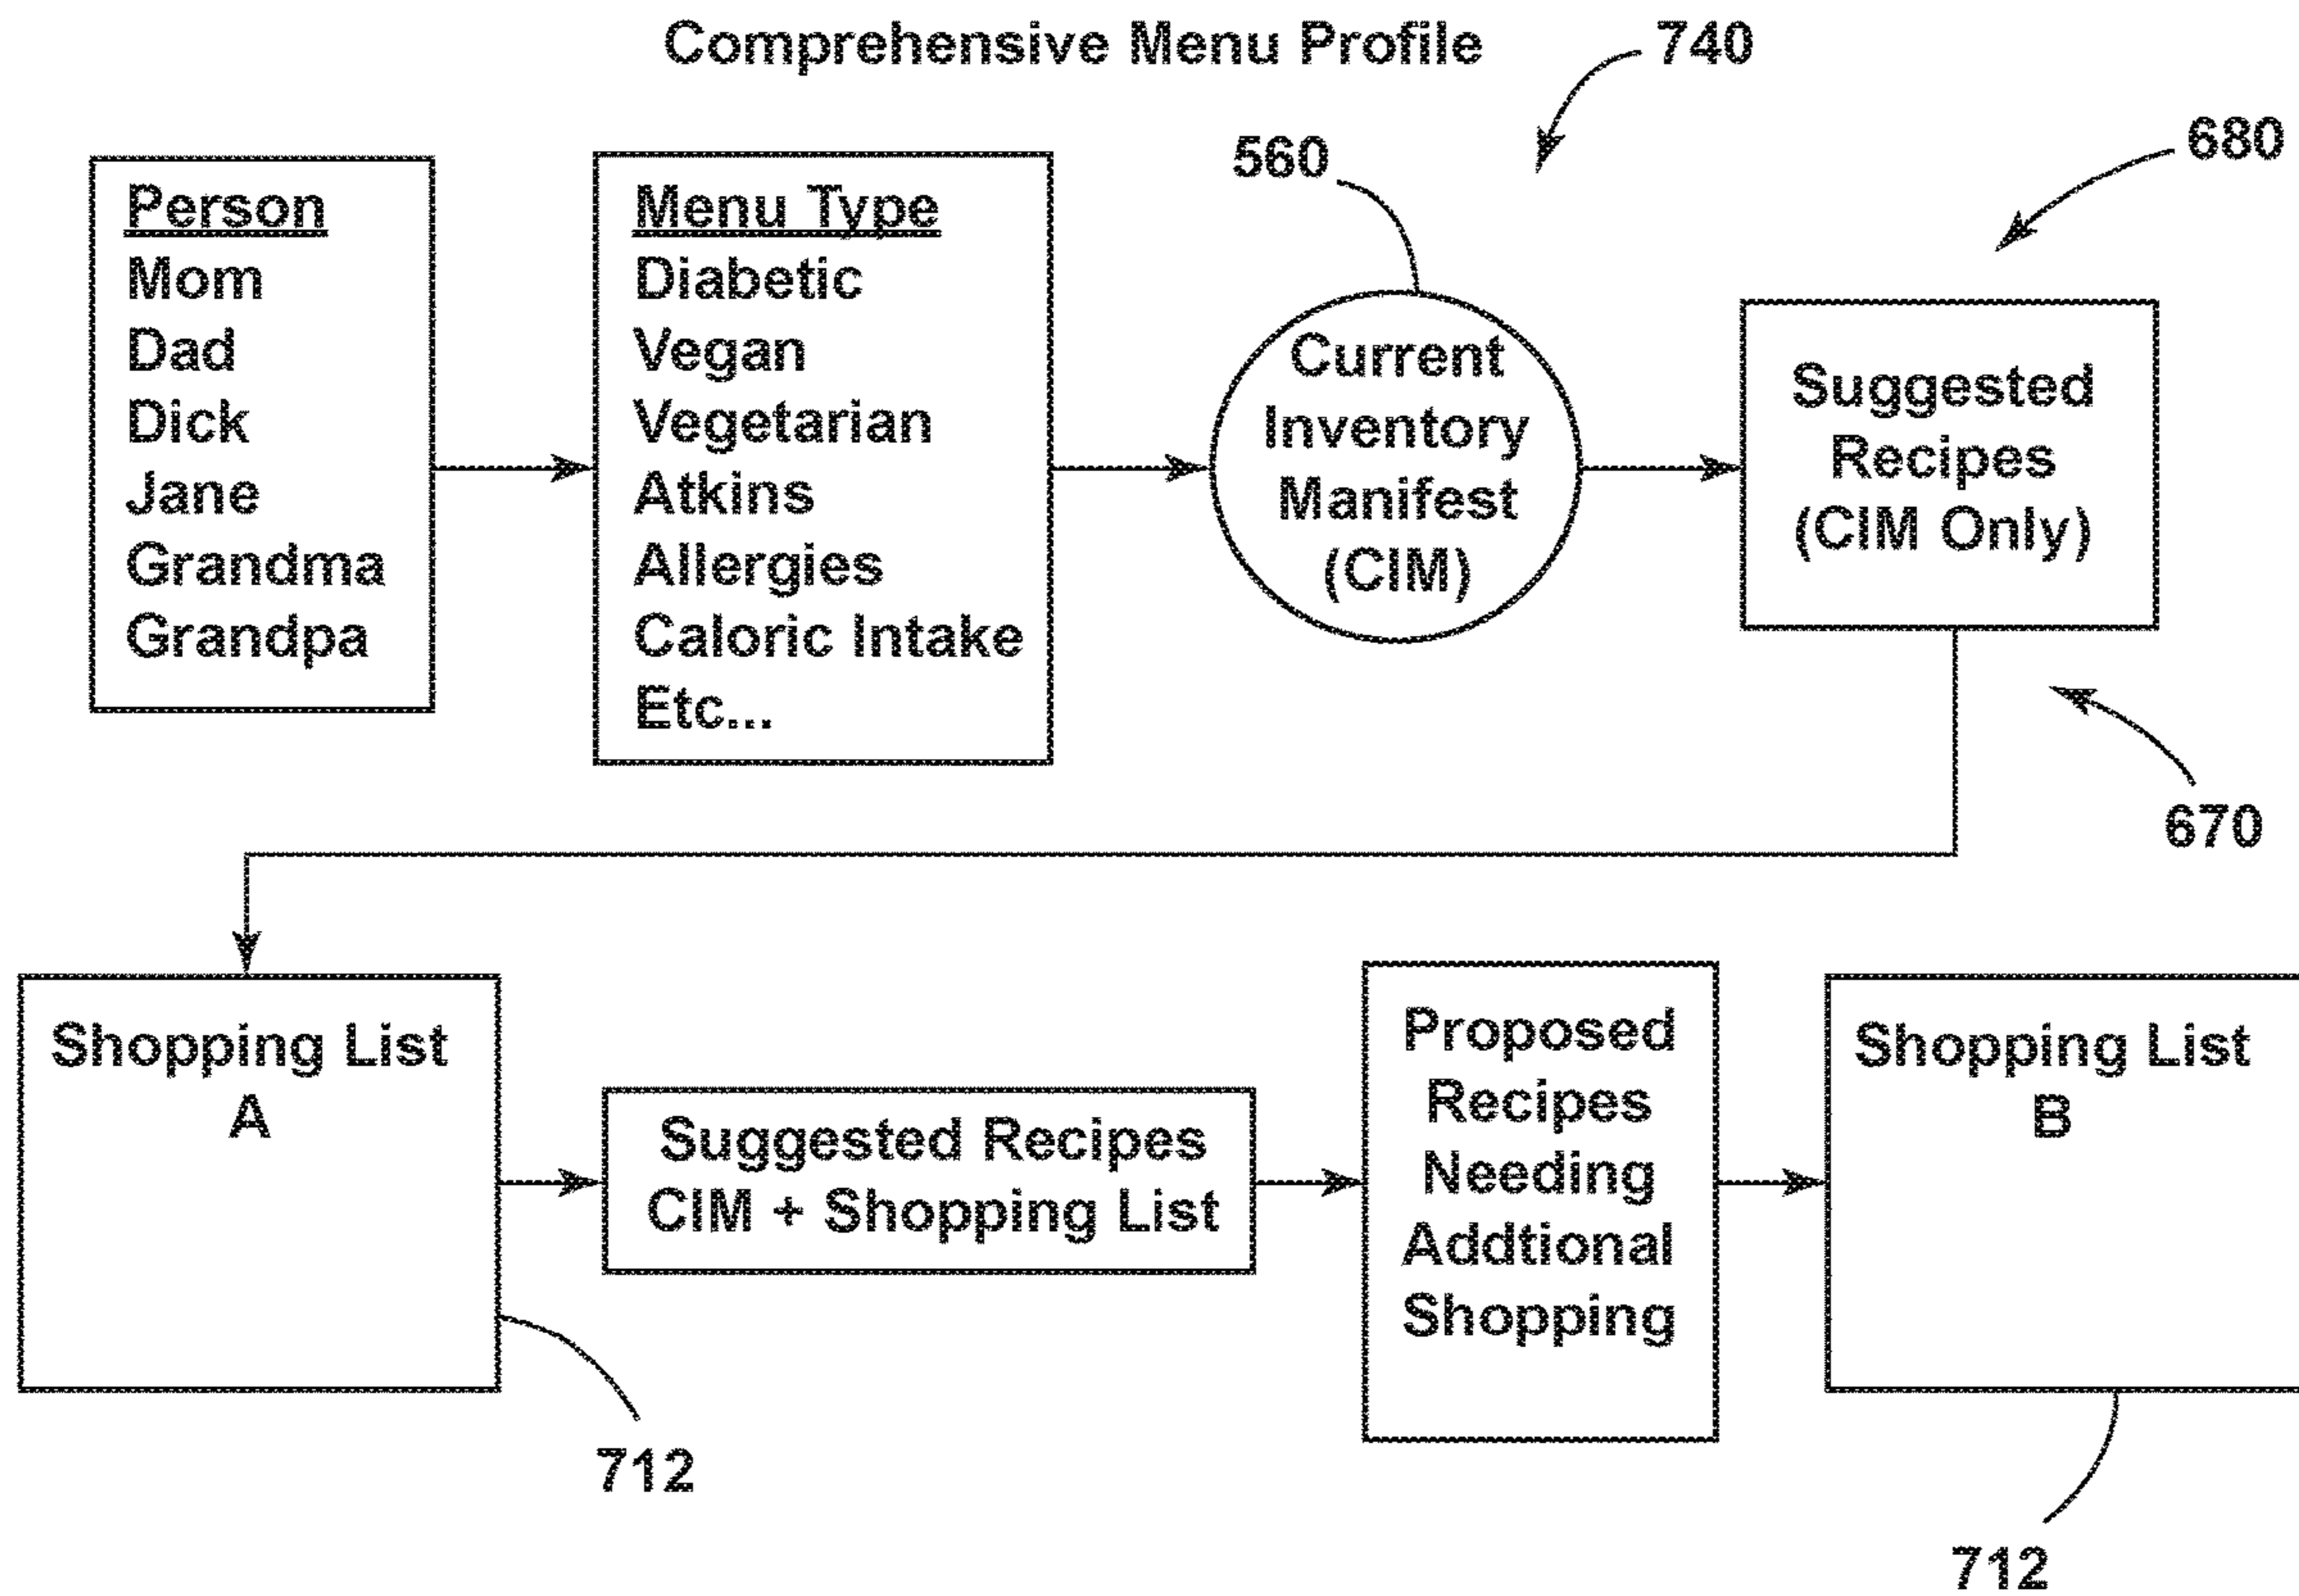 Comprehensive Menu Profile
740
560
680
Person
Mom
Dad
Dick
Jane
Grandma
Grandpa
Menu Type
Diabetic
Vegan
Vegetarian
Atkins
Allergies
Caloric Intake
Etc...
Current
Inventory
Manifest
(CIM)
Suggested
Recipes
(CIM Only)
670
Shopping List
A
712
Suggested Recipes
CIM + Shopping List
Proposed
Recipes
Needing
Addtional
Shopping
Shopping List
B
712